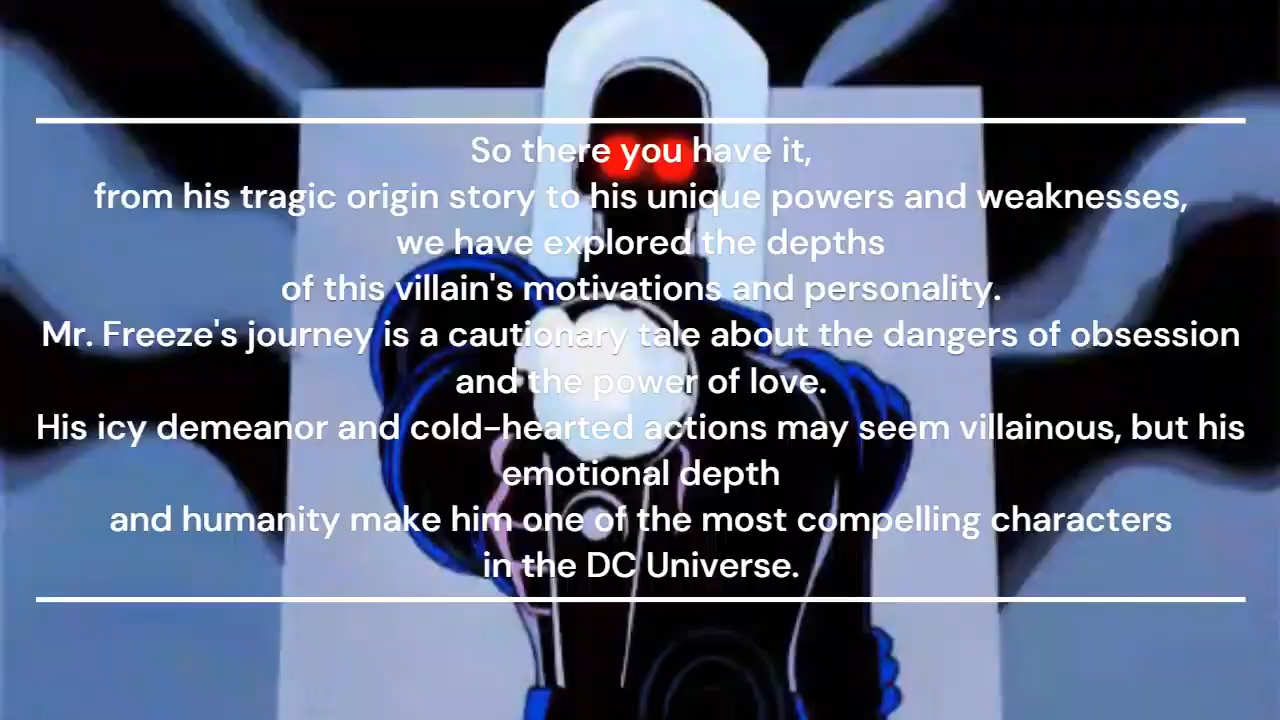 So there you have it,
from his tragic origin story to his unique powers and weaknesses,
we have explored the depths
of this villain's motivations and personality.
Mr. Freeze's journey is a cautionary tale about the dangers of obsession
and the power of love.
His icy demeanor and cold-hearted actions may seem villainous, but his
emotional depth
and humanity make him one of the most compelling characters
in the DC Universe.